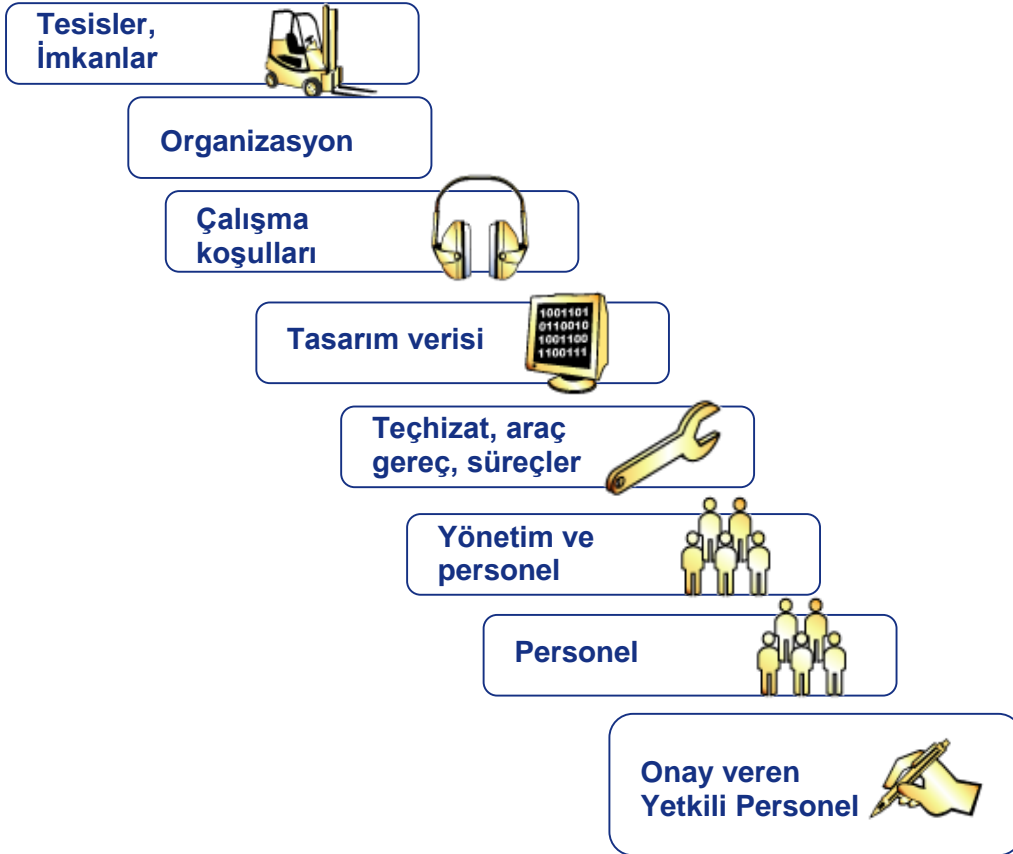 Tesisler,
İmkanlar
Organizasyon
Çalışma
koşulları
Tasarım verisi
1001101
0110010
1001100
1100111
Teçhizat, araç
gereç, süreçler
Yönetim ve
personel
Personel
Onay veren
Yetkili Personel